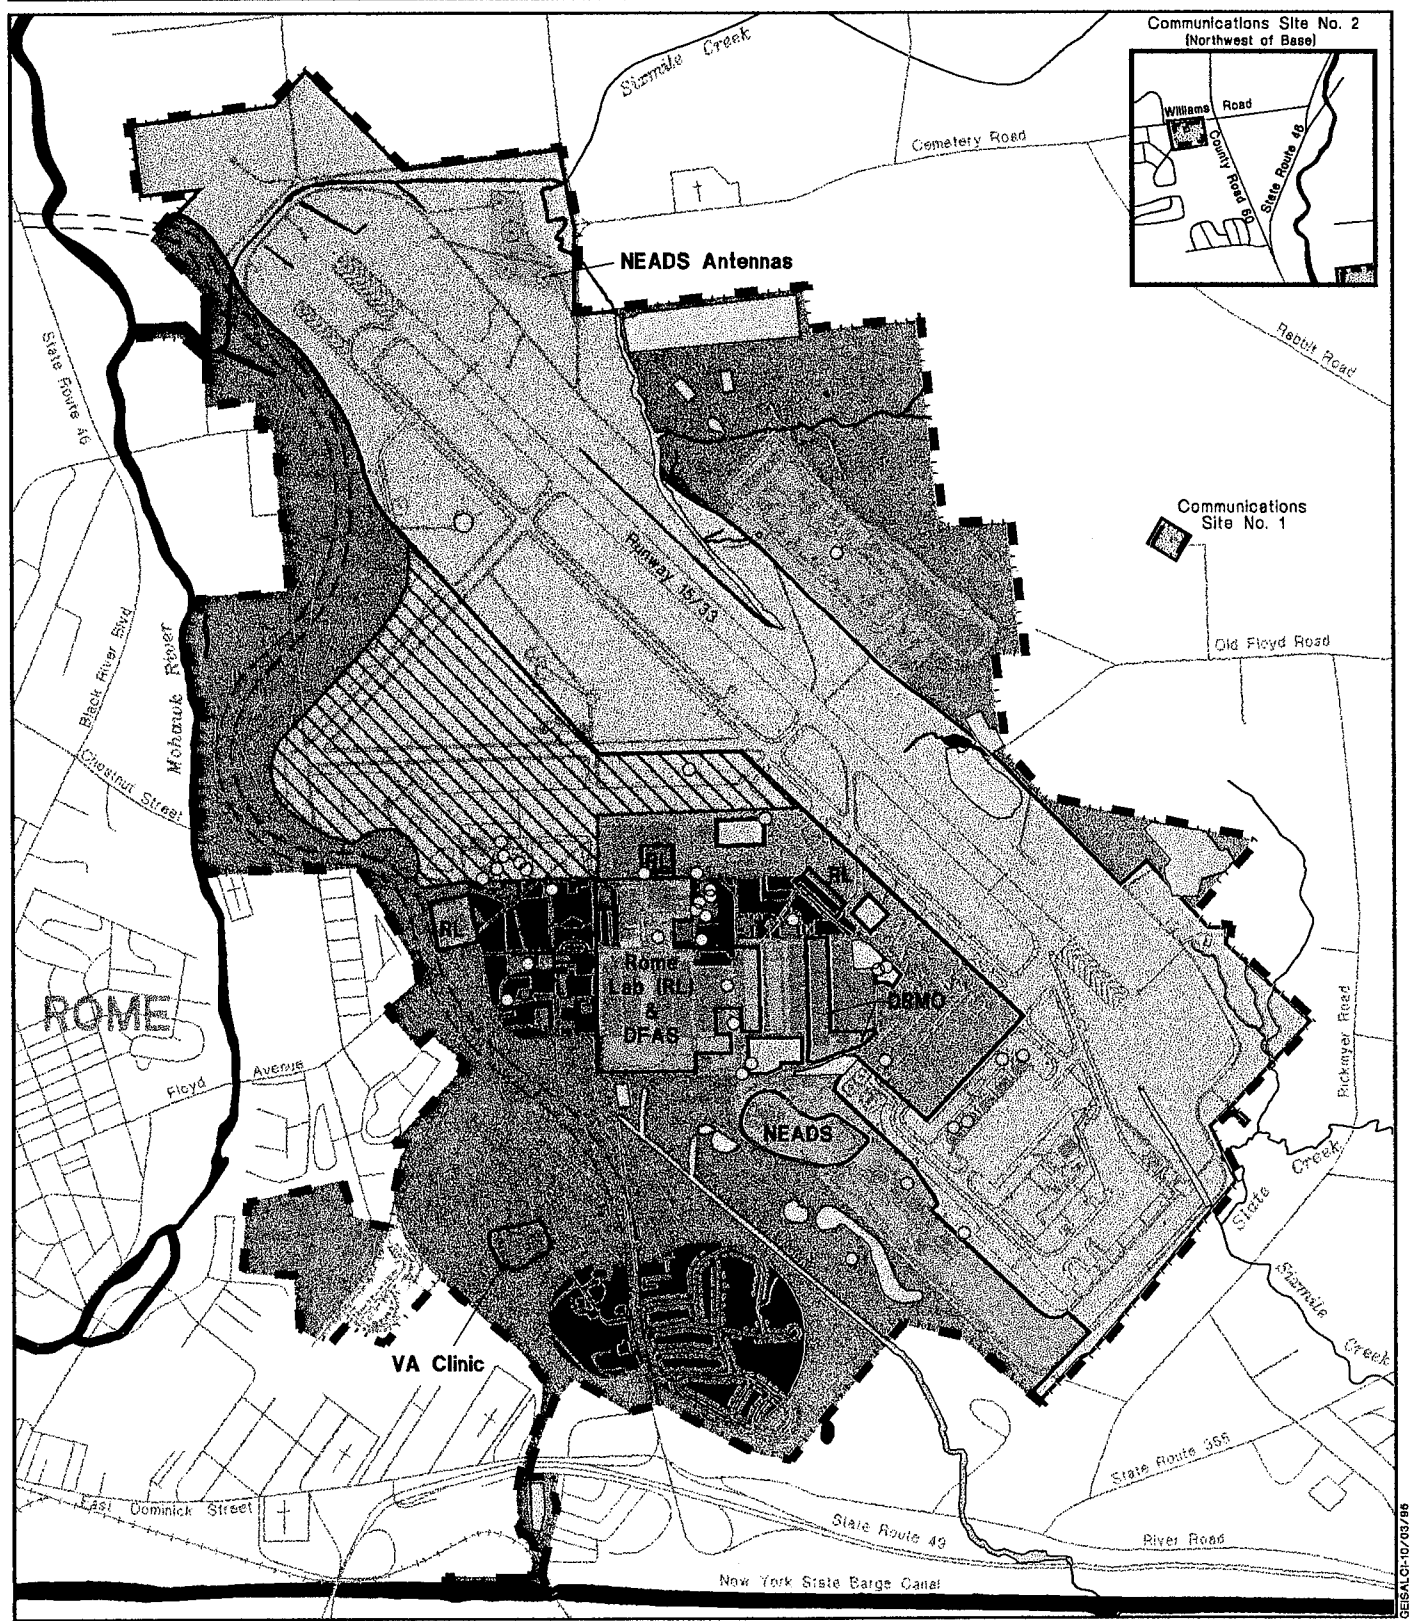 Communications Site No. 2
(Northwest of Base)
Sixmile Creek
Williams Road
County Road 60
State Route 46
Cemetery Road
NEADS Antennas
Rabbit Road
State Route 46
Communications
Site No. 1
Runway 15/33
Old Floyd Road
Black River Blvd
Mohawk River
Chestnut Street
RL
RL
RL
Rome
Lab (RL)
&
DFAS
DRMO
ROME
Floyd Avenue
Rickmyer Road
NEADS
Slate Creek
Sixmile Creek
VA Clinic
State Route 365
East Dominick Street
State Route 49
River Road
New York State Barge Canal
GEISALCI-10/03/95